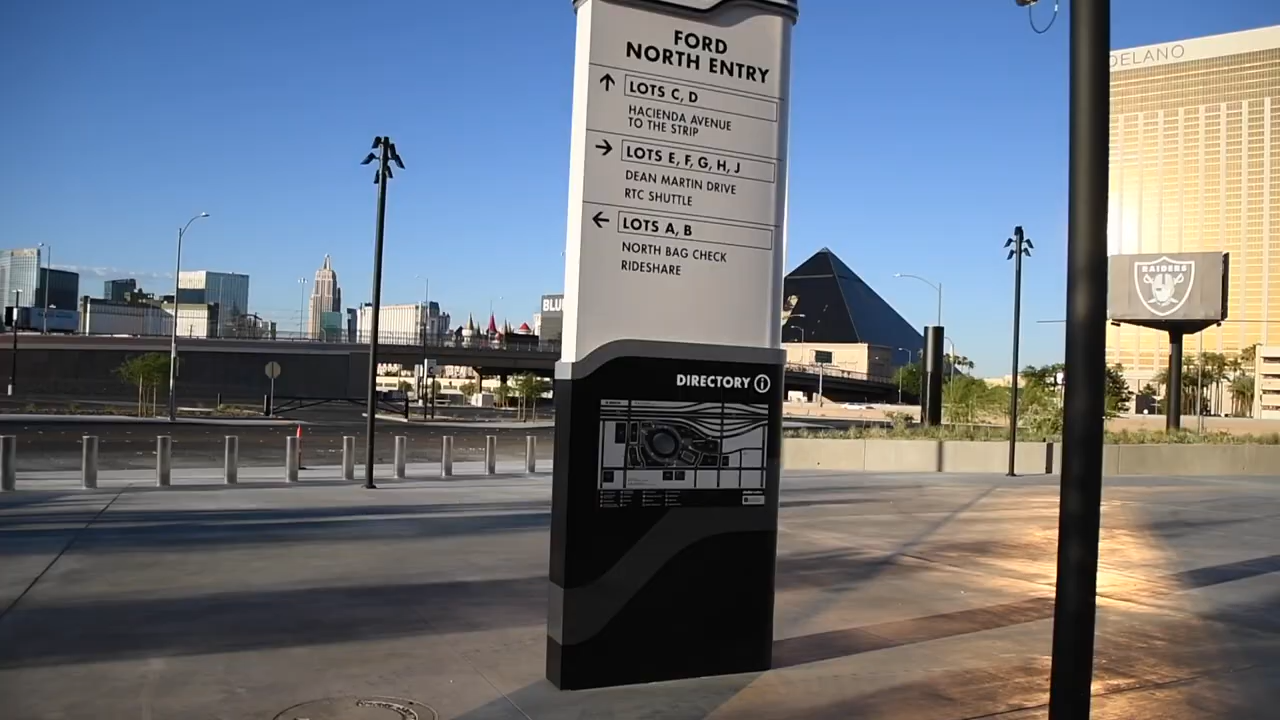 FORD
NORTH ENTRY
LOTS C, D
HACIENDA AVENUE
TO THE STRIP
LOTS E, F, G, H, J
DEAN MARTIN DRIVE
RTC SHUTTLE
LOTS A, B
NORTH BAG CHECK
RIDESHARE
DIRECTORY i
DELANO
RAIDERS
BLU